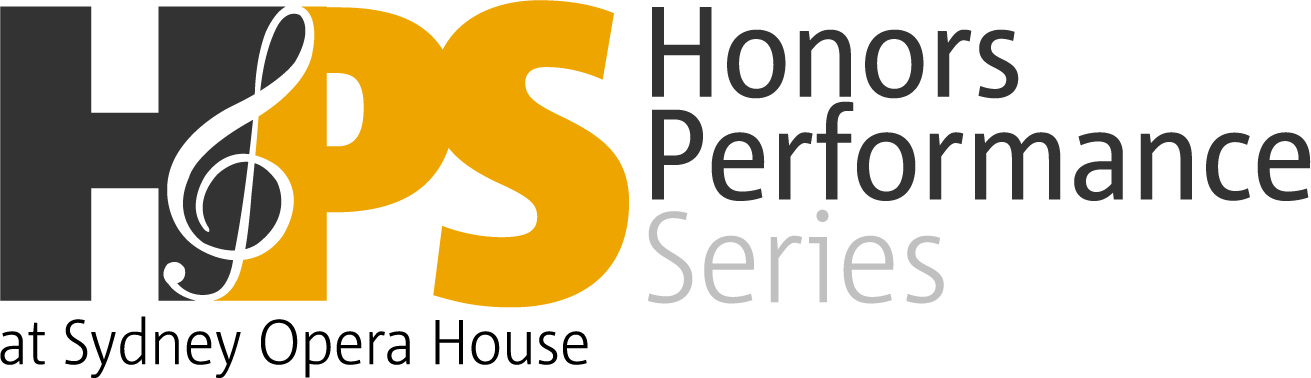 HPS
Honors
Performance
Series
at Sydney Opera House